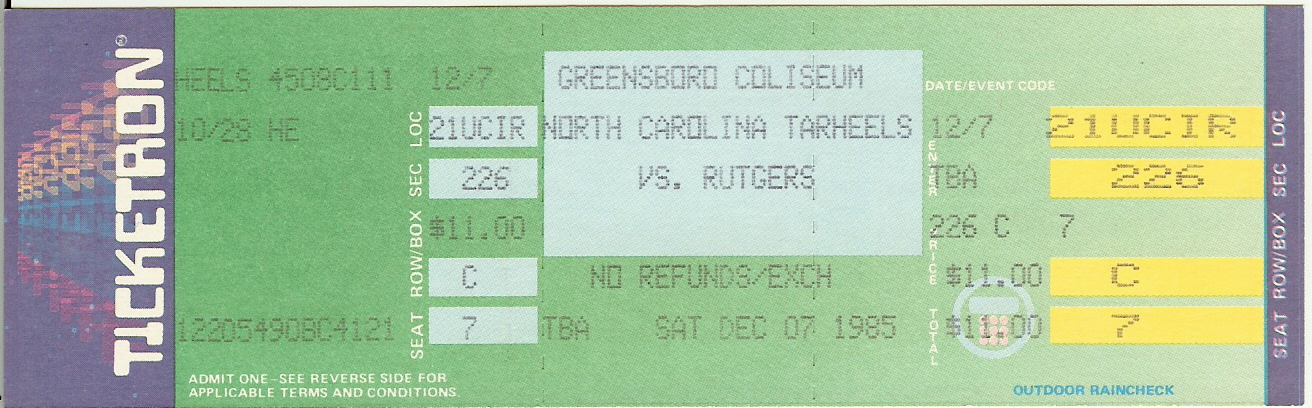 TICKETRON®
HEELS 4508C111 12/7
10/28 HE
12205490BC4121
ADMIT ONE—SEE REVERSE SIDE FOR
APPLICABLE TERMS AND CONDITIONS.
LOC 21UCIR
SEC 226
$11.00
ROW/BOX C
SEAT 7
GREENSBORO COLISEUM
NORTH CAROLINA TARHEELS
VS. RUTGERS
NO REFUNDS/EXCH
TBA SAT DEC 07 1985
DATE/EVENT CODE
12/7
TBA
226 C 7
PRICE $11.00
TOTAL $11.00
21UCIR LOC
226 SEC
C ROW/BOX
7 SEAT
OUTDOOR RAINCHECK